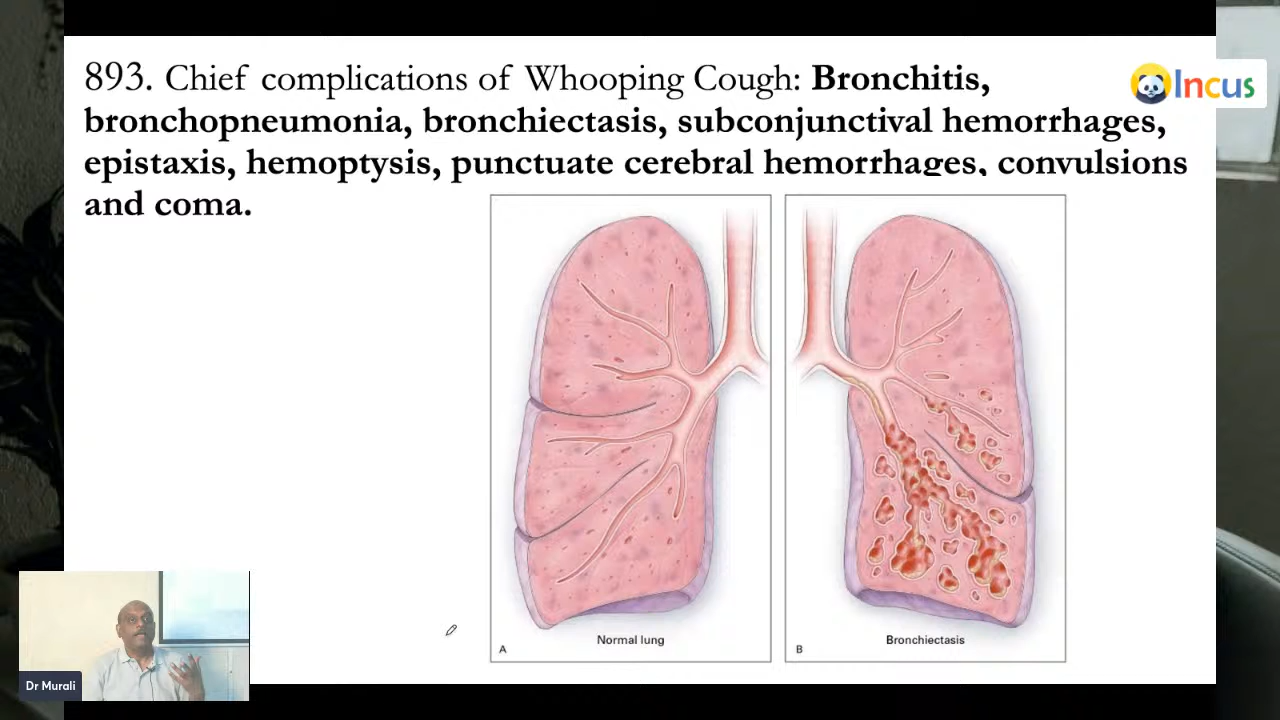 893. Chief complications of Whooping Cough: Bronchitis,
bronchopneumonia, bronchiectasis, subconjunctival hemorrhages,
epistaxis, hemoptysis, punctuate cerebral hemorrhages, convulsions
and coma.
Incus
A
Normal lung
B
Bronchiectasis
Dr Murali